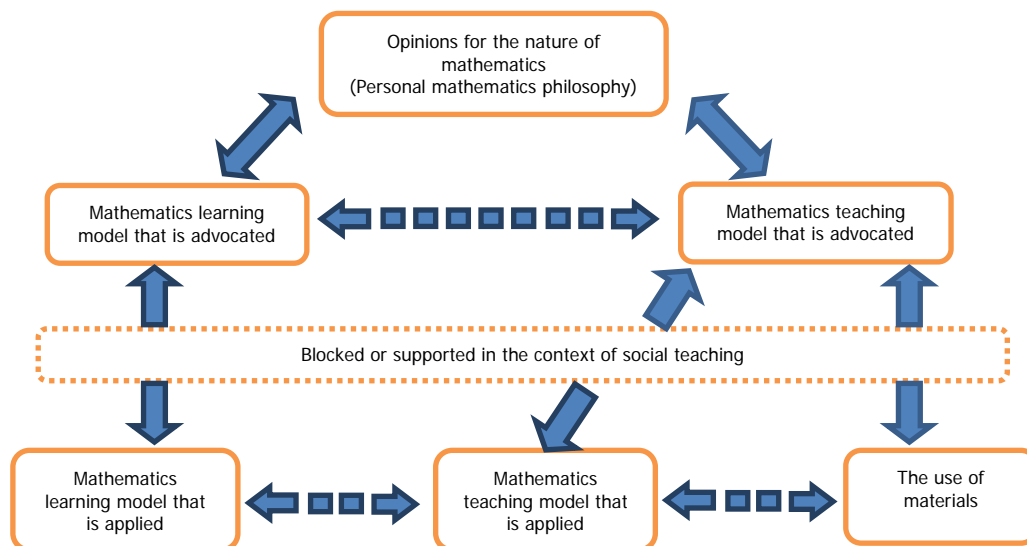 Opinions for the nature of
mathematics
(Personal mathematics philosophy)
Mathematics learning
model that is advocated
Mathematics teaching
model that is advocated
Blocked or supported in the context of social teaching
Mathematics
learning model that
is applied
Mathematics
teaching model that
is applied
The use of
materials